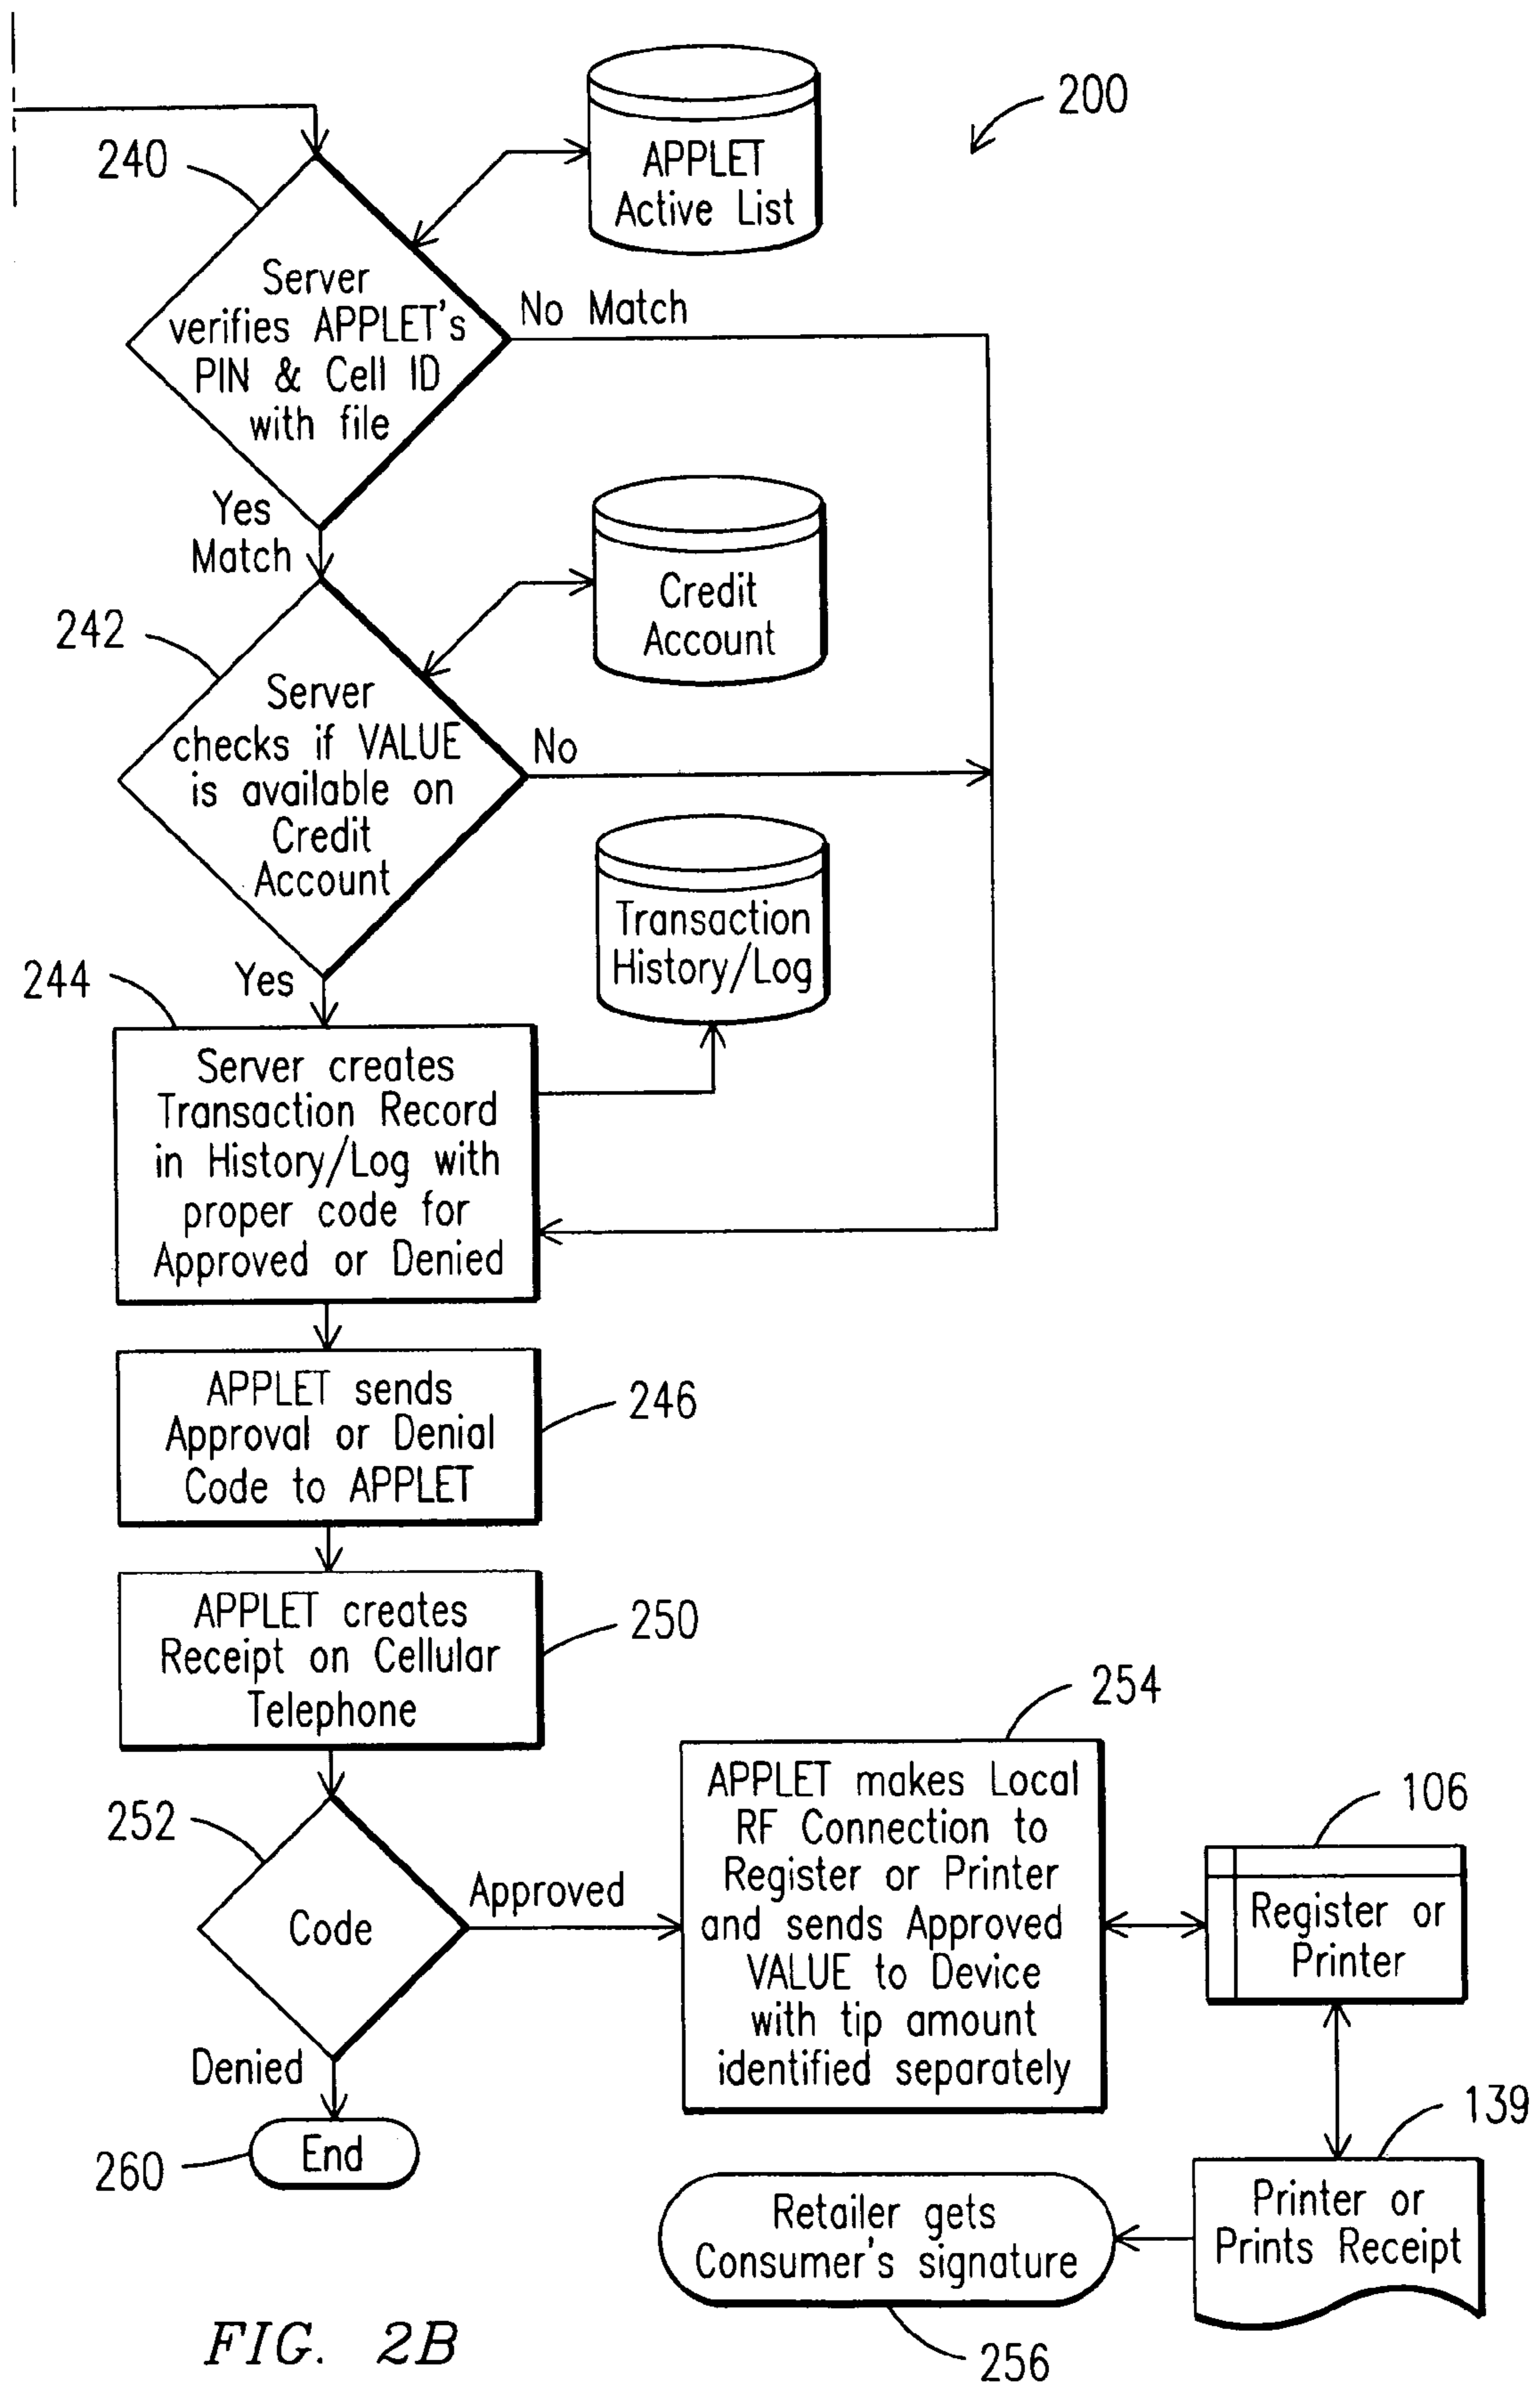 200
APPLET
Active List
240
Server
verifies APPLET's
PIN & Cell ID
with file
No Match
Yes
Match
Credit
Account
242
Server
checks if VALUE
is available on
Credit
Account
No
Transaction
History/Log
Yes
244
Server creates
Transaction Record
in History/Log with
proper code for
Approved or Denied
APPLET sends
Approval or Denial
Code to APPLET
246
APPLET creates
Receipt on Cellular
Telephone
250
252
Code
Approved
Denied
260
End
254
APPLET makes Local
RF Connection to
Register or Printer
and sends Approved
VALUE to Device
with tip amount
identified separately
106
Register or
Printer
139
Printer or
Prints Receipt
Retailer gets
Consumer's signature
256
FIG. 2B